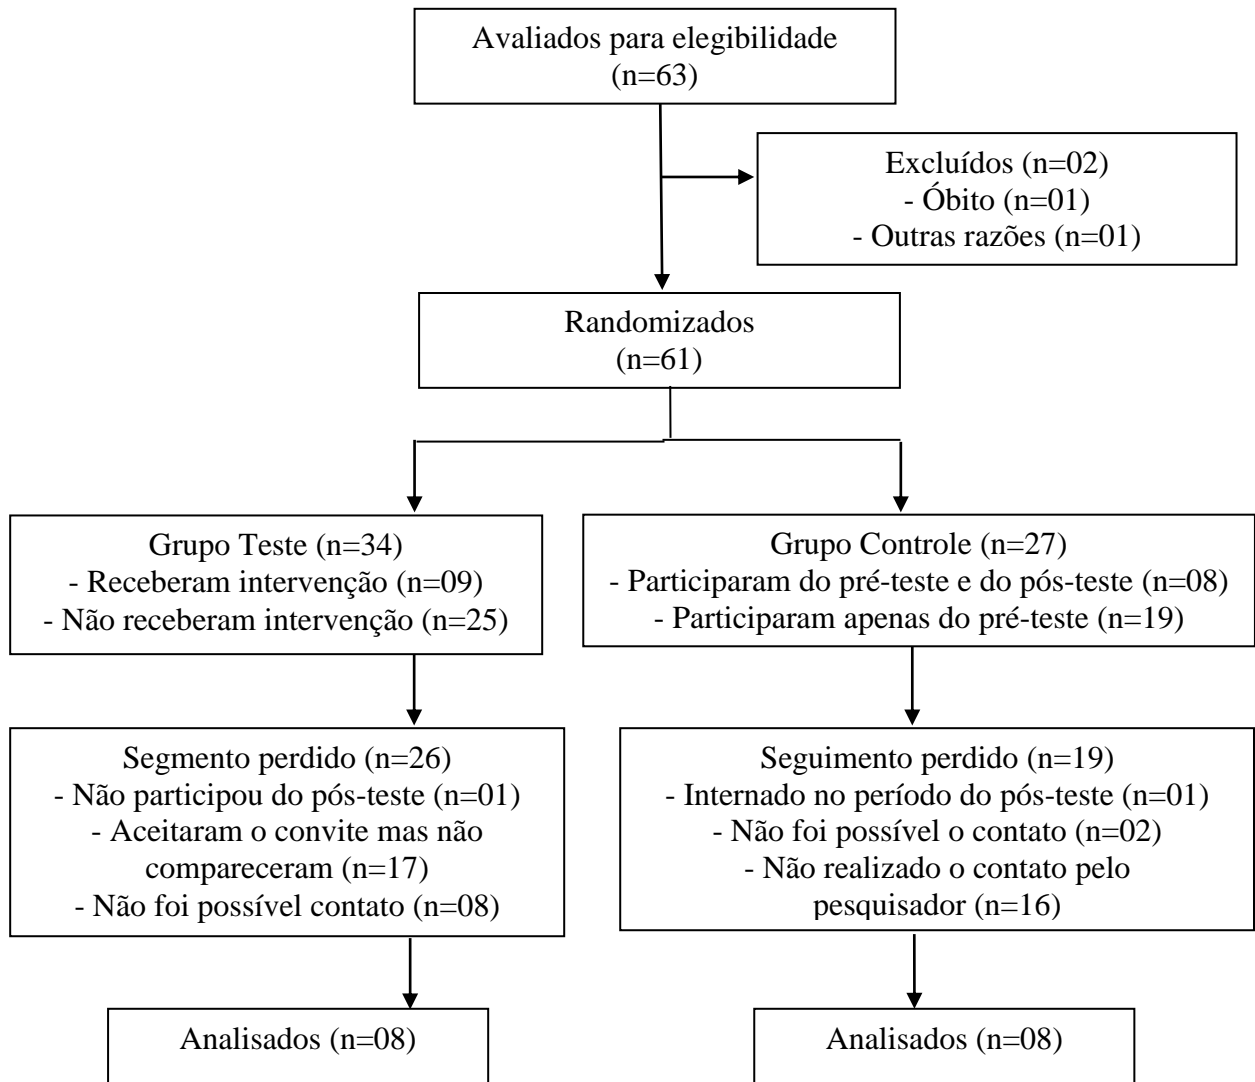 Avaliados para elegibilidade
(n=63)
Excluídos (n=02)
- Óbito (n=01)
- Outras razões (n=01)
Randomizados
(n=61)
Grupo Teste (n=34)
- Receberam intervenção (n=09)
- Não receberam intervenção (n=25)
Grupo Controle (n=27)
- Participaram do pré-teste e do pós-teste (n=08)
- Participaram apenas do pré-teste (n=19)
Segmento perdido (n=26)
- Não participou do pós-teste (n=01)
- Aceitaram o convite mas não
compareceram (n=17)
- Não foi possível contato (n=08)
Seguimento perdido (n=19)
- Internado no período do pós-teste (n=01)
- Não foi possível o contato (n=02)
- Não realizado o contato pelo
pesquisador (n=16)
Analisados (n=08)
Analisados (n=08)